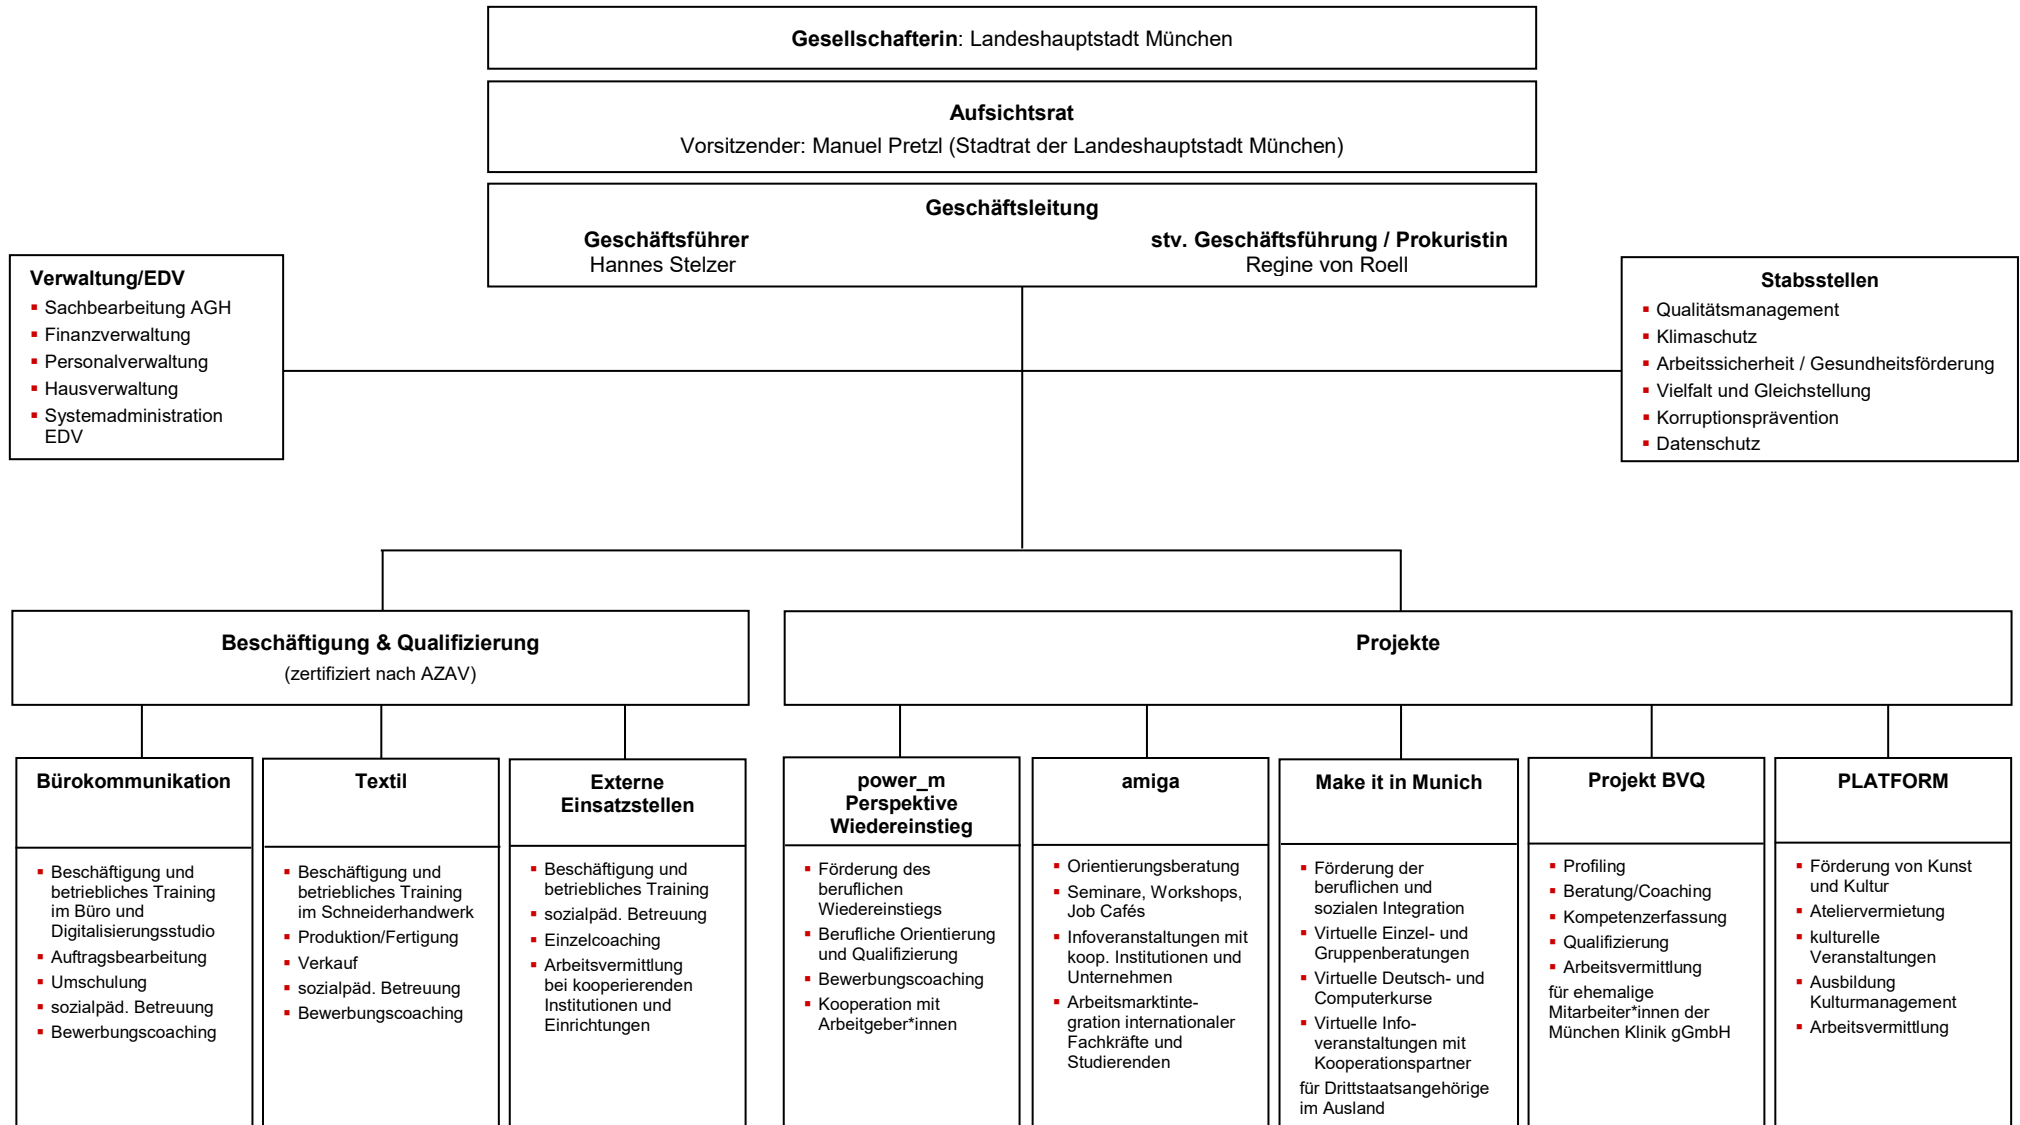 Gesellschafterin: Landeshauptstadt München
Aufsichtsrat
Vorsitzender: Manuel Pretzl (Stadtrat der Landeshauptstadt München)
Geschäftsleitung
Geschäftsführer
Hannes Stelzer
stv. Geschäftsführung / Prokuristin
Regine von Roell
Verwaltung/EDV
▪ Sachbearbeitung AGH
▪ Finanzverwaltung
▪ Personalverwaltung
▪ Hausverwaltung
▪ Systemadministration
EDV
Stabsstellen
▪ Qualitätsmanagement
▪ Klimaschutz
▪ Arbeitssicherheit / Gesundheitsförderung
▪ Vielfalt und Gleichstellung
▪ Korruptionsprävention
▪ Datenschutz
Beschäftigung & Qualifizierung
(zertifiziert nach AZAV)
Projekte
Bürokommunikation
▪ Beschäftigung und
betriebliches Training
im Büro und
Digitalisierungsstudio
▪ Auftragsbearbeitung
▪ Umschulung
▪ sozialpäd. Betreuung
▪ Bewerbungscoaching
Textil
▪ Beschäftigung und
betriebliches Training
im Schneiderhandwerk
▪ Produktion/Fertigung
▪ Verkauf
▪ sozialpäd. Betreuung
▪ Bewerbungscoaching
Externe
Einsatzstellen
▪ Beschäftigung und
betriebliches Training
▪ sozialpäd. Betreuung
▪ Einzelcoaching
▪ Arbeitsvermittlung
bei kooperierenden
Institutionen und
Einrichtungen
power_m
Perspektive
Wiedereinstieg
▪ Förderung des
beruflichen
Wiedereinstiegs
▪ Berufliche Orientierung
und Qualifizierung
▪ Bewerbungscoaching
▪ Kooperation mit
Arbeitgeber*innen
amiga
▪ Orientierungsberatung
▪ Seminare, Workshops,
Job Cafés
▪ Infoveranstaltungen mit
koop. Institutionen und
Unternehmen
▪ Arbeitsmarktinte-
gration internationaler
Fachkräfte und
Studierenden
Make it in Munich
▪ Förderung der
beruflichen und
sozialen Integration
▪ Virtuelle Einzel- und
Gruppenberatungen
▪ Virtuelle Deutsch- und
Computerkurse
▪ Virtuelle Info-
veranstaltungen mit
Kooperationspartner
für Drittstaatsangehörige
im Ausland
Projekt BVQ
▪ Profiling
▪ Beratung/Coaching
▪ Kompetenzerfassung
▪ Qualifizierung
▪ Arbeitsvermittlung
für ehemalige
Mitarbeiter*innen der
München Klinik gGmbH
PLATFORM
▪ Förderung von Kunst
und Kultur
▪ Ateliervermietung
▪ kulturelle
Veranstaltungen
▪ Ausbildung
Kulturmanagement
▪ Arbeitsvermittlung